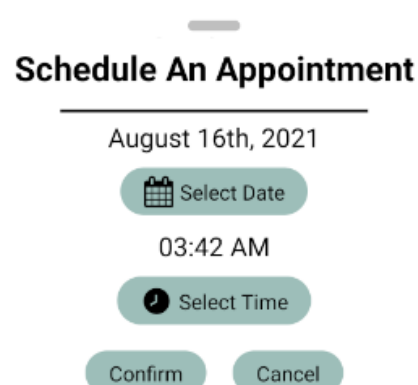 Schedule An Appointment
August 16th, 2021
Select Date
03:42 AM
Select Time
Confirm Cancel